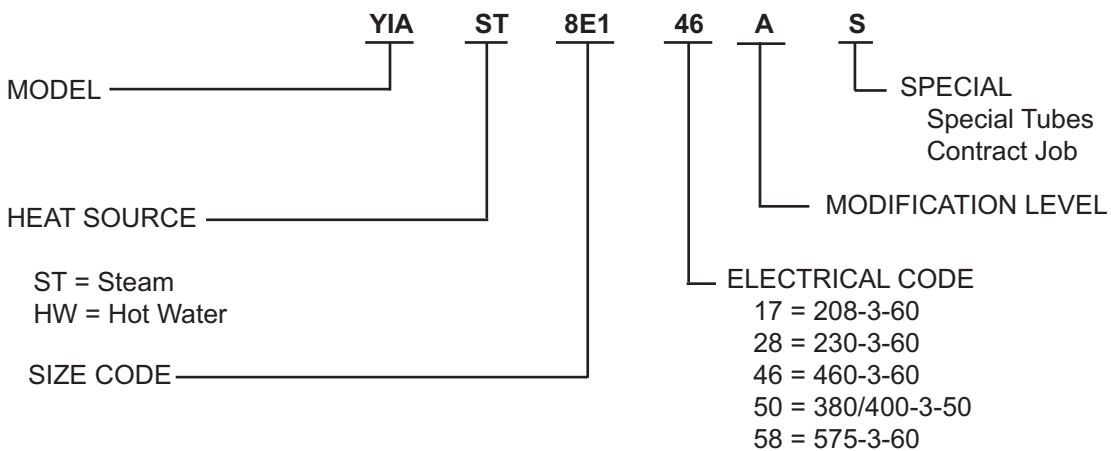 YIA ST 8E1 46 A S
MODEL
SPECIAL
Special Tubes
Contract Job
HEAT SOURCE
MODIFICATION LEVEL
ST = Steam
HW = Hot Water
ELECTRICAL CODE
17 = 208-3-60
28 = 230-3-60
46 = 460-3-60
50 = 380/400-3-50
58 = 575-3-60
SIZE CODE